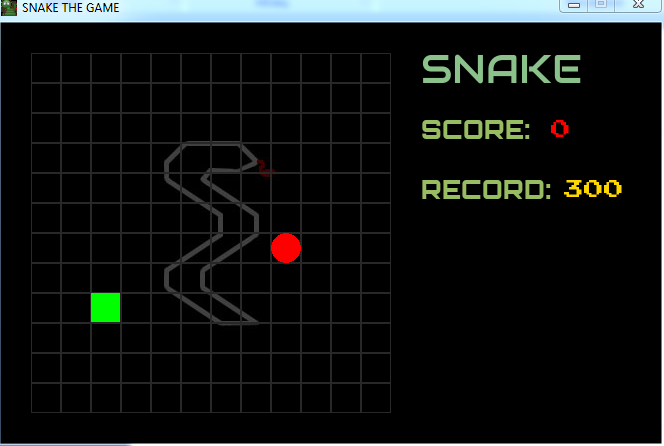 SNAKE THE GAME
SNAKE
SCORE: 0
RECORD: 300